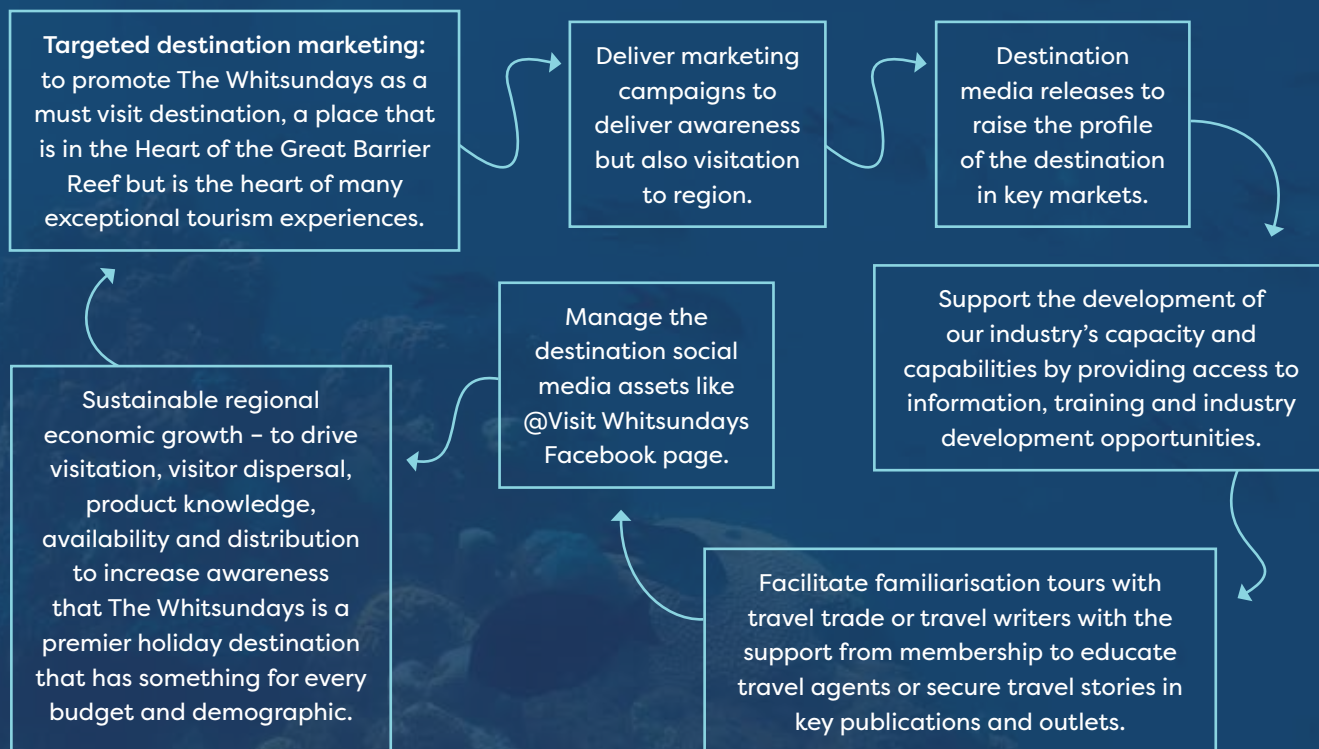 Targeted destination marketing:
to promote The Whitsundays as a
must visit destination, a place that
is in the Heart of the Great Barrier
Reef but is the heart of many
exceptional tourism experiences.
Deliver marketing
campaigns to
deliver awareness
but also visitation
to region.
Destination
media releases to
raise the profile
of the destination
in key markets.
Support the development of
our industry’s capacity and
capabilities by providing access to
information, training and industry
development opportunities.
Facilitate familiarisation tours with
travel trade or travel writers with the
support from membership to educate
travel agents or secure travel stories in
key publications and outlets.
Manage the
destination social
media assets like
@Visit Whitsundays
Facebook page.
Sustainable regional
economic growth – to drive
visitation, visitor dispersal,
product knowledge,
availability and distribution
to increase awareness
that The Whitsundays is a
premier holiday destination
that has something for every
budget and demographic.